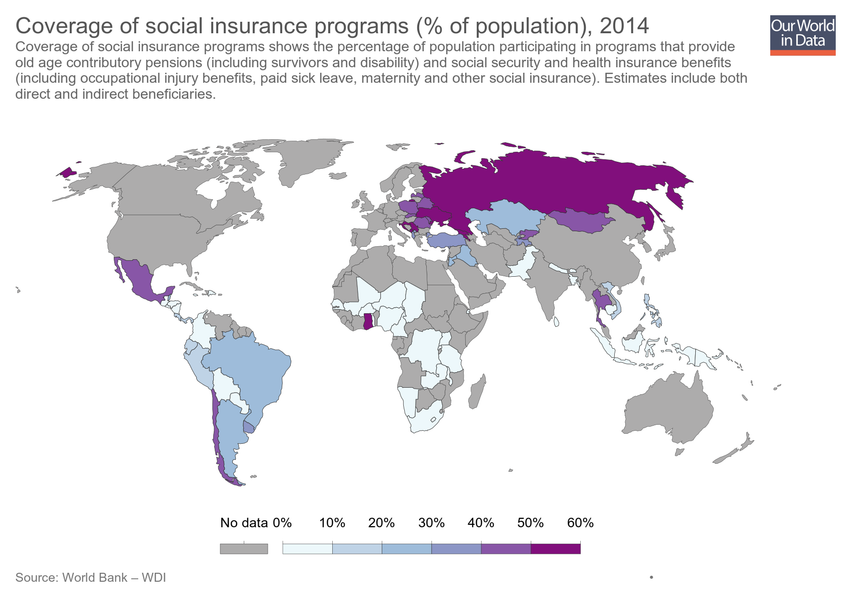 Coverage of social insurance programs (% of population), 2014
Our World
in Data
Coverage of social insurance programs shows the percentage of population participating in programs that provide
old age contributory pensions (including survivors and disability) and social security and health insurance benefits
(including occupational injury benefits, paid sick leave, maternity and other social insurance). Estimates include both
direct and indirect beneficiaries.
No data 0% 10% 20% 30% 40% 50% 60%
Source: World Bank – WDI